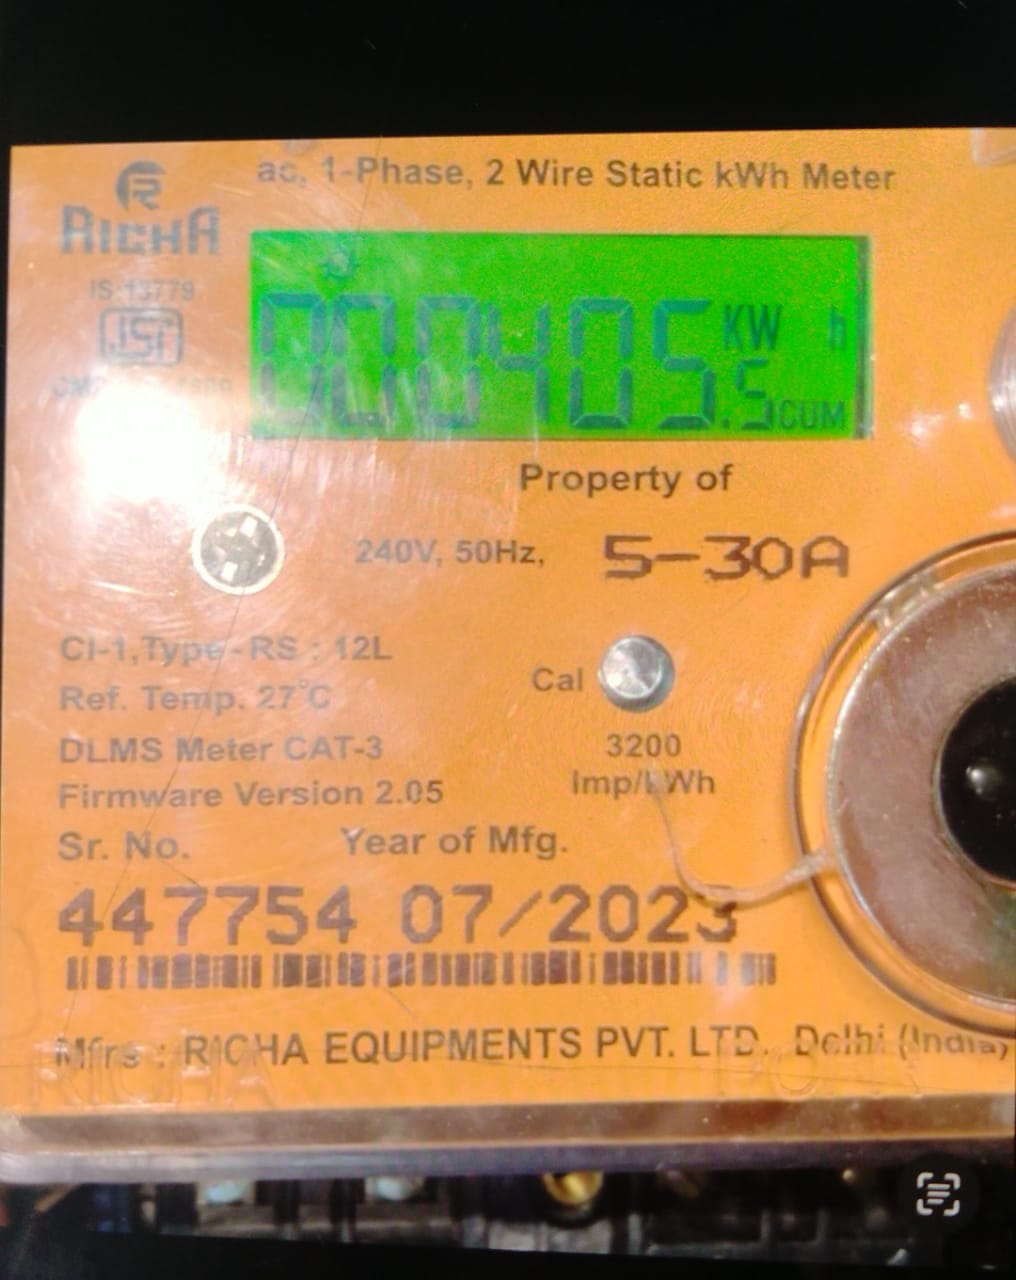 ac, 1-Phase, 2 Wire Static kWh Meter
RICHA
IS-13779
ISI
000405.5 KW h
CUM
Property of
240V, 50Hz, 5-30A
Cl-1,Type-RS : 12L
Ref. Temp. 27°C
Cal
DLMS Meter CAT-3
3200
Imp/kWh
Firmware Version 2.05
Sr. No. Year of Mfg.
447754 07/2023
Mfrs : RICHA EQUIPMENTS PVT. LTD. Delhi (India)
RICHA